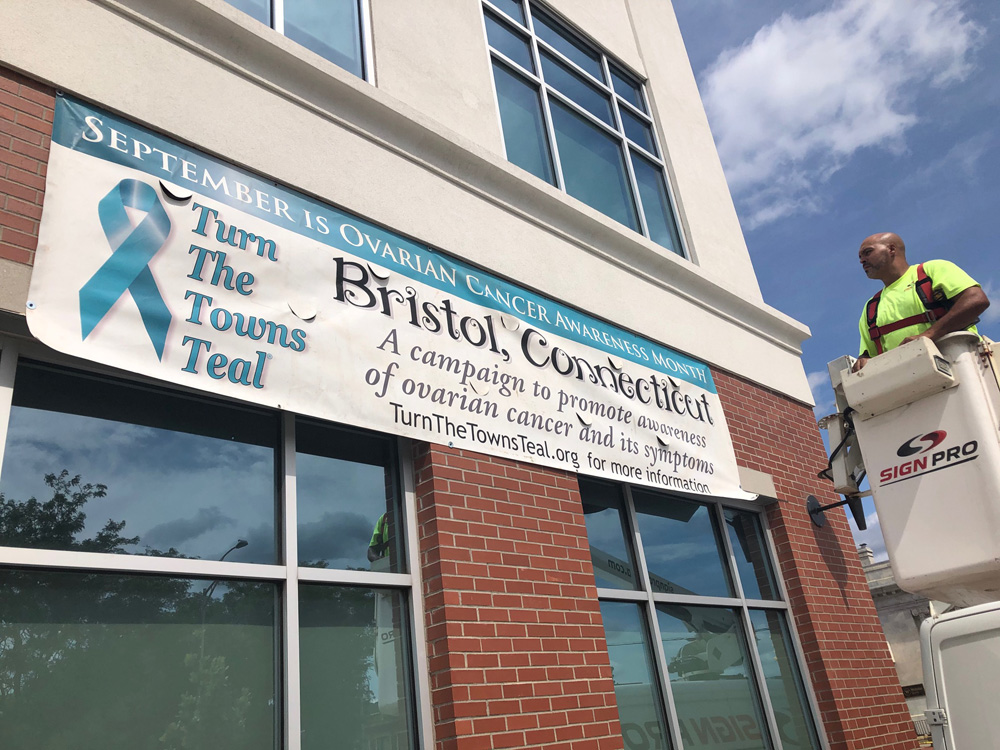 SEPTEMBER IS OVARIAN CANCER AWARENESS MONTH
Turn
The
Towns
Teal
Bristol, Connecticut
A campaign to promote awareness
of ovarian cancer and its symptoms
TurnTheTownsTeal.org for more information
SIGN PRO